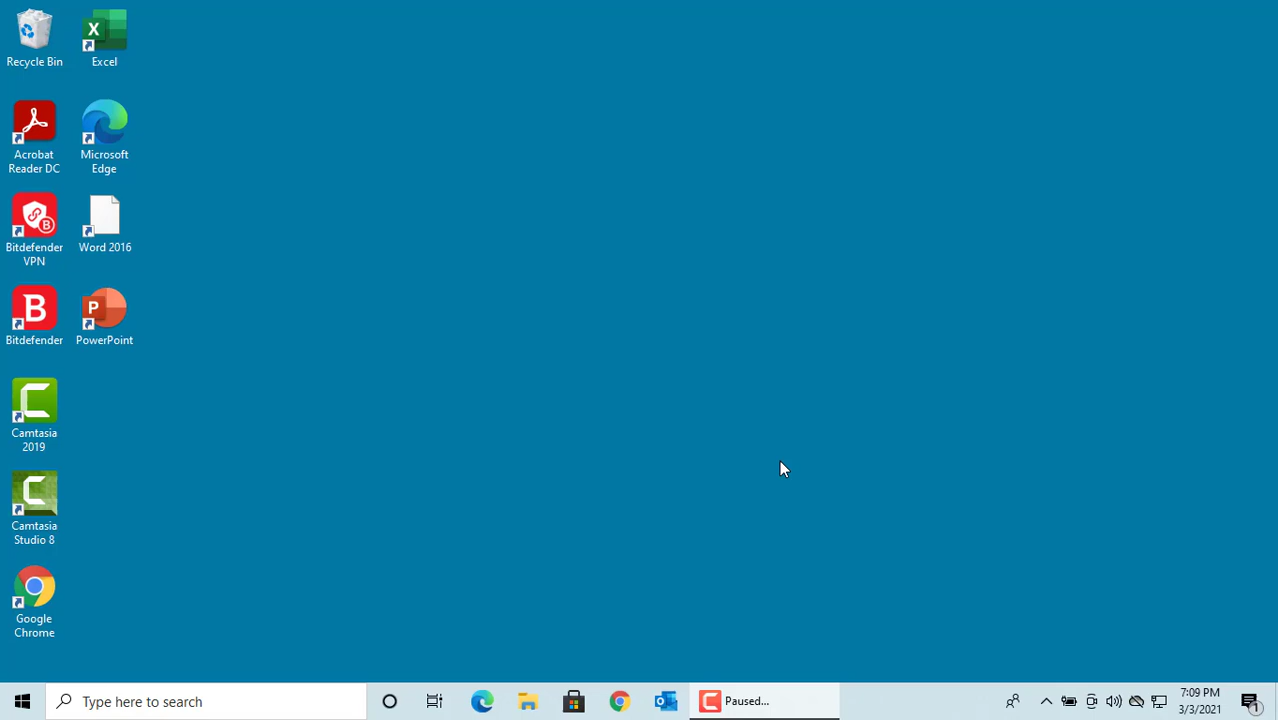 Recycle Bin
Excel
Acrobat
Reader DC
Microsoft
Edge
Bitdefender
VPN
Word 2016
Bitdefender
PowerPoint
Camtasia
2019
Camtasia
Studio 8
Google
Chrome
Type here to search
Paused...
7:09 PM
3/3/2021
1